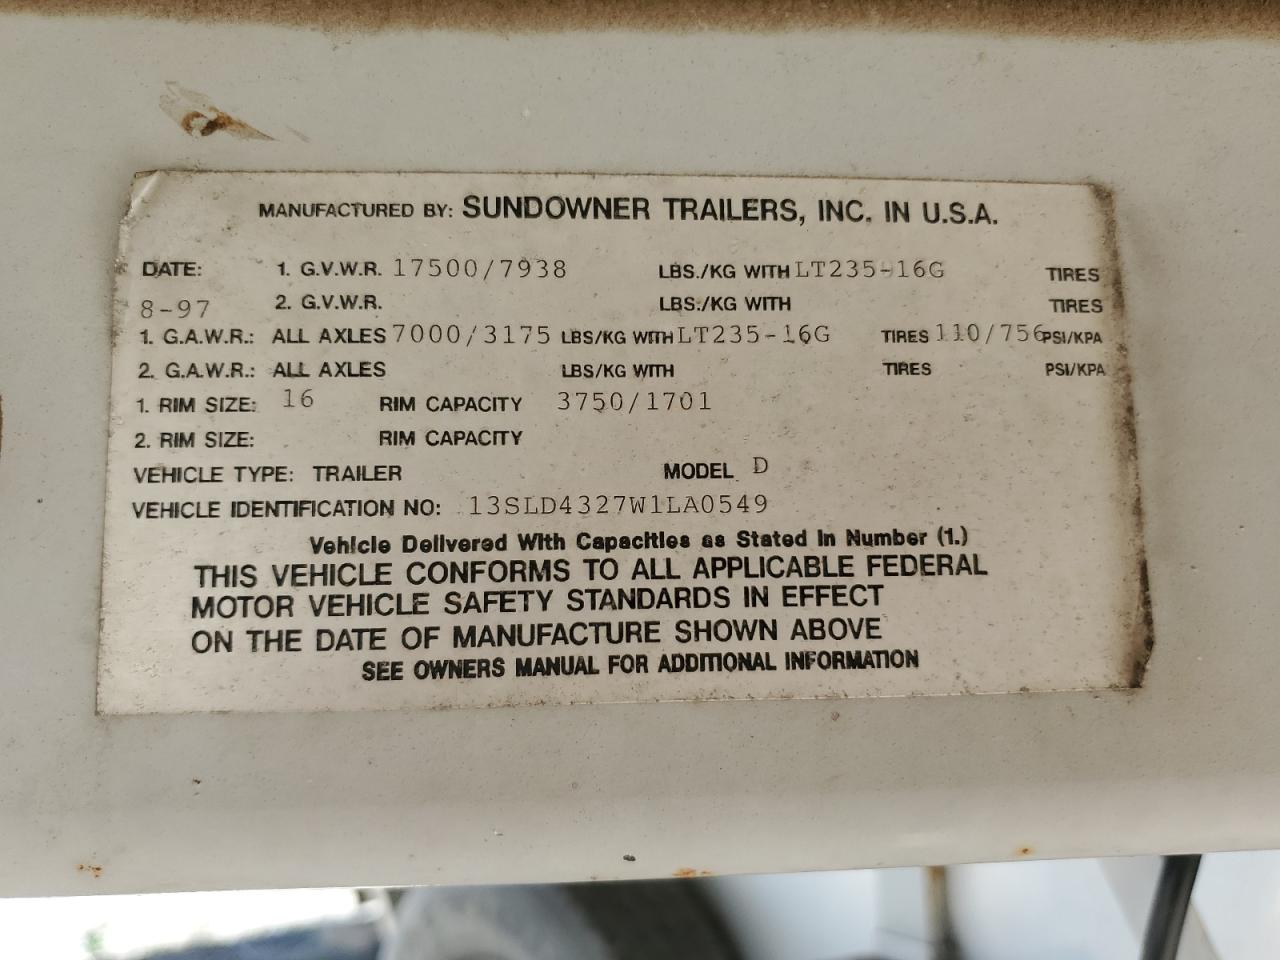 MANUFACTURED BY: SUNDOWNER TRAILERS, INC. IN U.S.A.
DATE: 1. G.V.W.R. 17500/7938 LBS./KG WITH LT235-16G TIRES
8-97 2. G.V.W.R. LBS./KG WITH TIRES
1. G.A.W.R.: ALL AXLES 7000/3175 LBS/KG WITH LT235-16G TIRES 110/756 PSI/KPA
2. G.A.W.R.: ALL AXLES LBS/KG WITH TIRES PSI/KPA
1. RIM SIZE: 16 RIM CAPACITY 3750/1701
2. RIM SIZE: RIM CAPACITY
VEHICLE TYPE: TRAILER MODEL D
VEHICLE IDENTIFICATION NO: 13SLD4327W1LA0549
Vehicle Delivered With Capacities as Stated in Number (1.)
THIS VEHICLE CONFORMS TO ALL APPLICABLE FEDERAL
MOTOR VEHICLE SAFETY STANDARDS IN EFFECT
ON THE DATE OF MANUFACTURE SHOWN ABOVE
SEE OWNERS MANUAL FOR ADDITIONAL INFORMATION